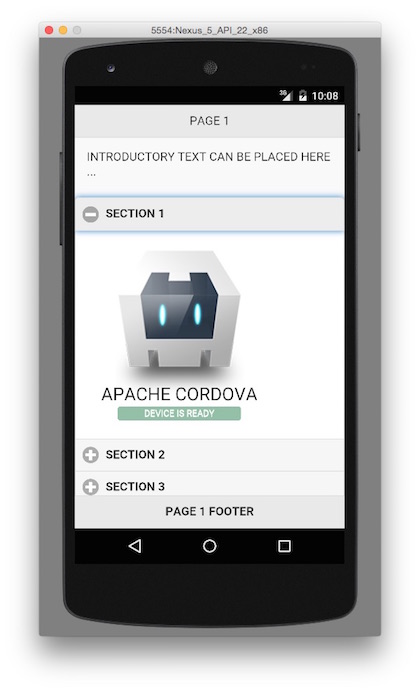 5554:Nexus_5_API_22_x86
3G 10:08
PAGE 1
INTRODUCTORY TEXT CAN BE PLACED HERE
...
SECTION 1
APACHE CORDOVA
DEVICE IS READY
SECTION 2
SECTION 3
PAGE 1 FOOTER